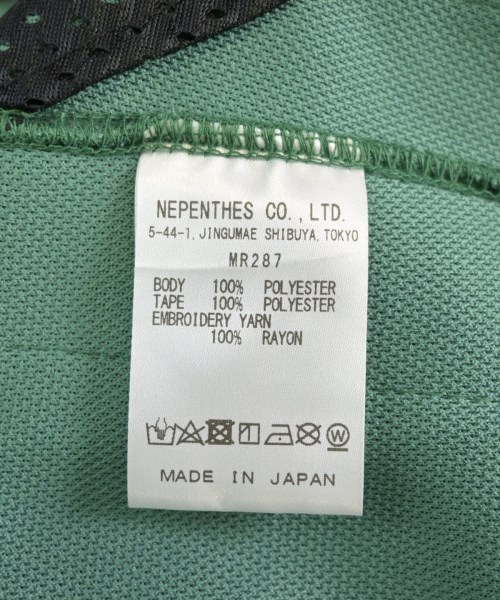 NEPENTHES CO.,LTD.
5-44-1, JINGUMAE SHIBUYA, TOKYO
MR287
BODY 100% POLYESTER
TAPE 100% POLYESTER
EMBROIDERY YARN
100% RAYON
W
MADE IN JAPAN